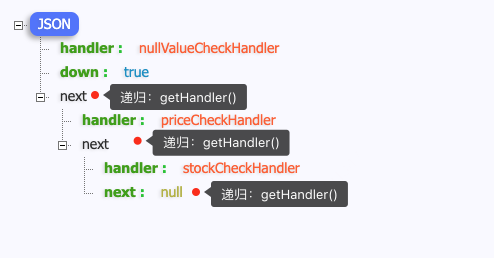 JSON
handler : nullValueCheckHandler
down : true
next 递归：getHandler()
handler : priceCheckHandler
next 递归：getHandler()
handler : stockCheckHandler
next : null 递归：getHandler()